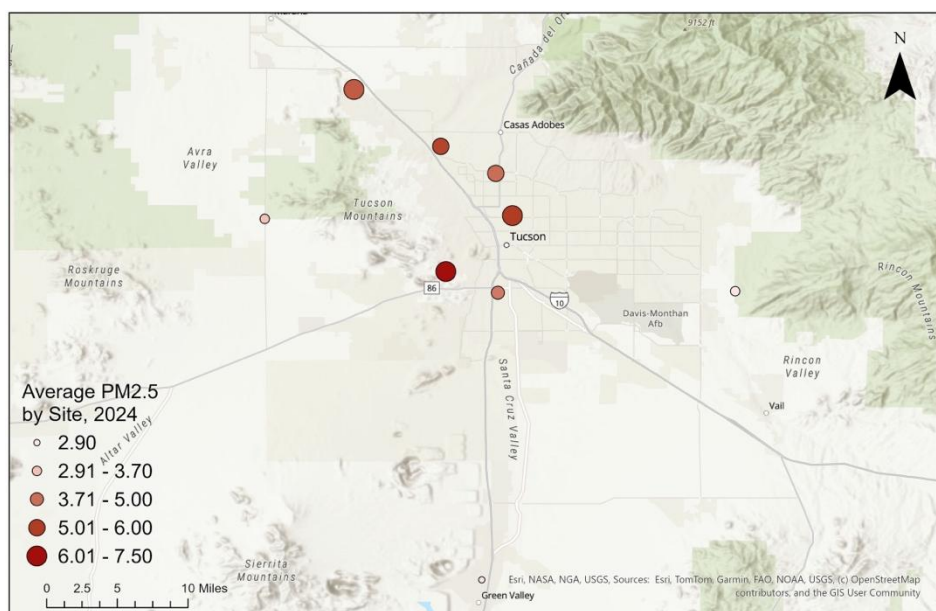 9152 ft
N
Cañada del Oro
Casas Adobes
Avra
Valley
Tucson
Mountains
Tucson
Roskruge
Mountains
86
10
Davis-Monthan
Afb
Rincon Mountains
Rincon
Valley
Santa Cruz Valley
Vail
Altar Valley
Average PM2.5
by Site, 2024
2.90
2.91 - 3.70
3.71 - 5.00
5.01 - 6.00
6.01 - 7.50
0 2.5 5 10 Miles
Sierrita
Mountains
Green Valley
Esri, NASA, NGA, USGS, Sources: Esri, TomTom, Garmin, FAO, NOAA, USGS, (c) OpenStreetMap
contributors, and the GIS User Community